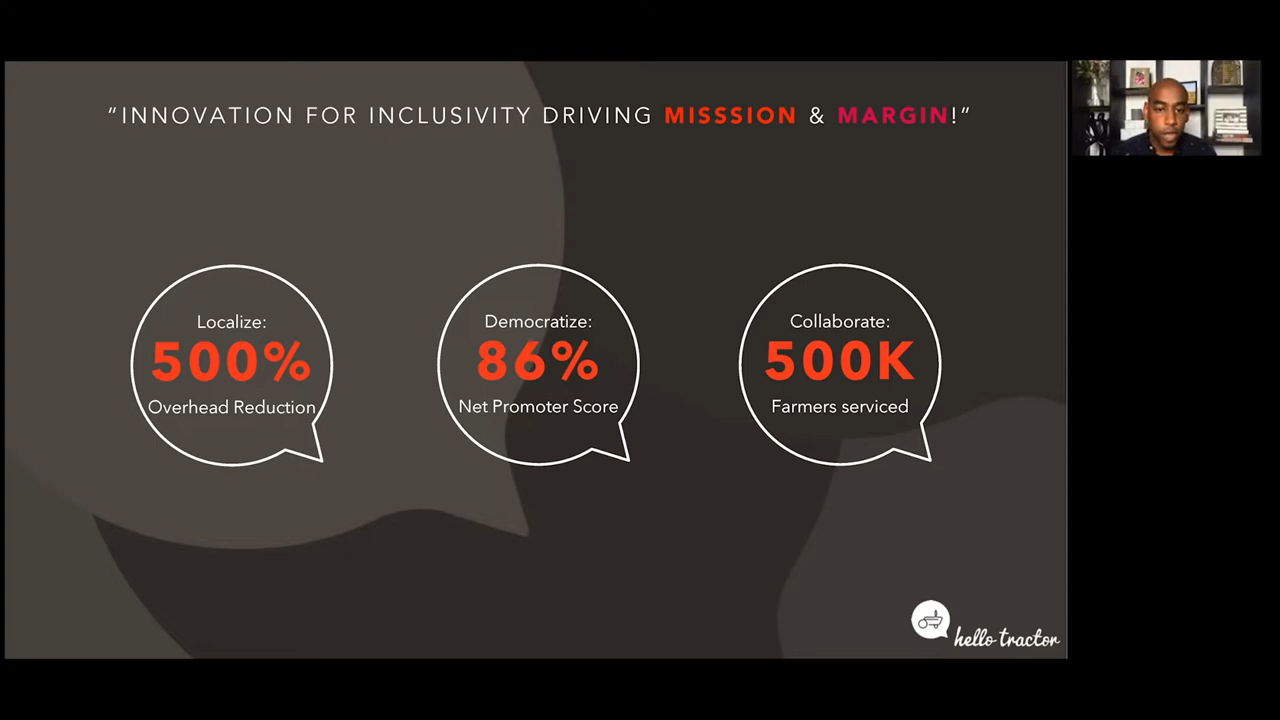 “INNOVATION FOR INCLUSIVITY DRIVING MISSSION & MARGIN!”
Localize:
500%
Overhead Reduction
Democratize:
86%
Net Promoter Score
Collaborate:
500K
Farmers serviced
hello tractor